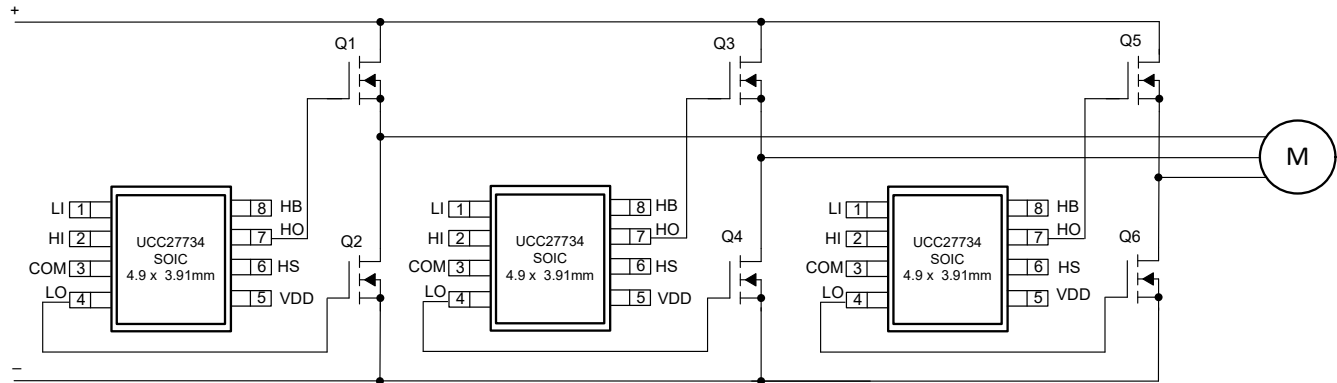 +
Q1
Q3
Q5
M
LI 1
HI 2
COM 3
LO 4
UCC27734
SOIC
4.9 x 3.91mm
8 HB
7 HO
6 HS
5 VDD
Q2
LI 1
HI 2
COM 3
LO 4
UCC27734
SOIC
4.9 x 3.91mm
8 HB
7 HO
6 HS
5 VDD
Q4
LI 1
HI 2
COM 3
LO 4
UCC27734
SOIC
4.9 x 3.91mm
8 HB
7 HO
6 HS
5 VDD
Q6
–